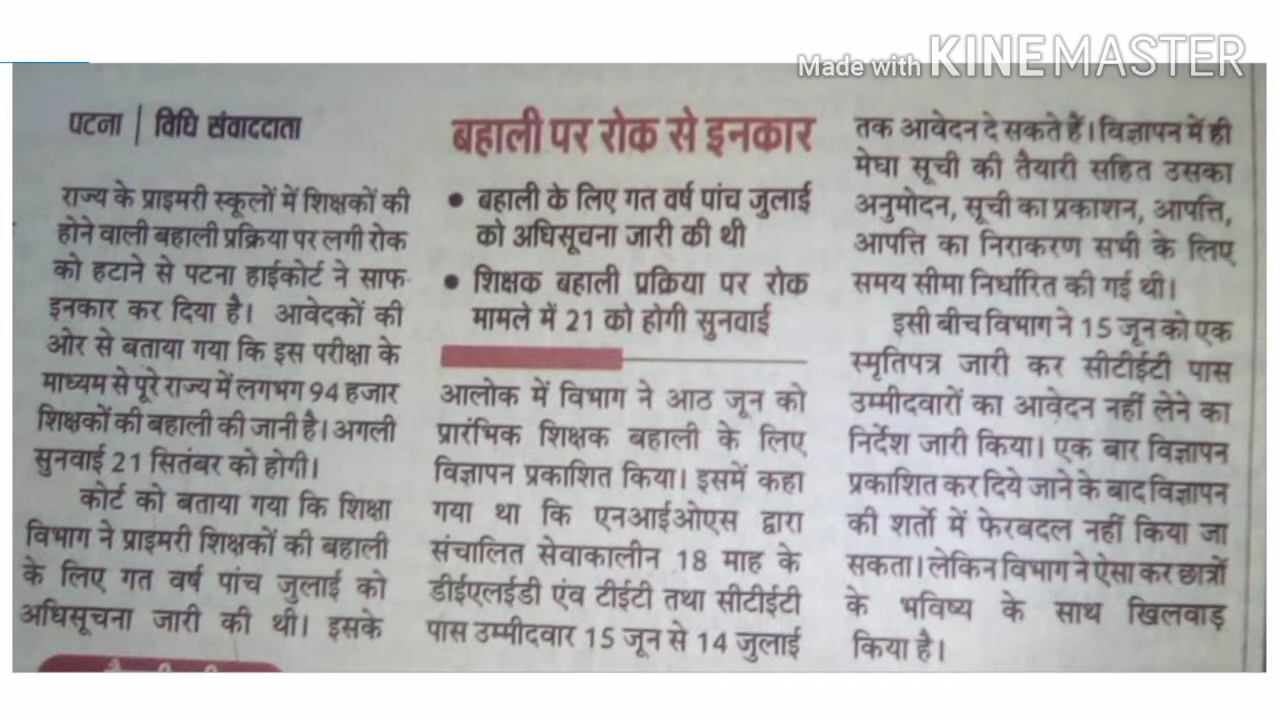 Made with KINEMASTER
पटना | विधि संवाददाता
राज्य के प्राइमरी स्कूलों में शिक्षकों की
होने वाली बहाली प्रक्रिया पर लगी रोक
को हटाने से पटना हाईकोर्ट ने साफ
इनकार कर दिया है। आवेदकों की
ओर से बताया गया कि इस परीक्षा के
माध्यम से पूरे राज्य में लगभग 94 हजार
शिक्षकों की बहाली की जानी है। अगली
सुनवाई 21 सितंबर को होगी।
कोर्ट को बताया गया कि शिक्षा
विभाग ने प्राइमरी शिक्षकों की बहाली
के लिए गत वर्ष पांच जुलाई को
अधिसूचना जारी की थी। इसके
बहाली पर रोक से इनकार
• बहाली के लिए गत वर्ष पांच जुलाई
को अधिसूचना जारी की थी
• शिक्षक बहाली प्रक्रिया पर रोक
मामले में 21 को होगी सुनवाई
आलोक में विभाग ने आठ जून को
प्रारंभिक शिक्षक बहाली के लिए
विज्ञापन प्रकाशित किया। इसमें कहा
गया था कि एनआईओएस द्वारा
संचालित सेवाकालीन 18 माह के
डीईएलईडी एंव टीईटी तथा सीटीईटी
पास उम्मीदवार 15 जून से 14 जुलाई
तक आवेदन दे सकते हैं। विज्ञापन में ही
मेघा सूची की तैयारी सहित उसका
अनुमोदन, सूची का प्रकाशन, आपत्ति,
आपत्ति का निराकरण सभी के लिए
समय सीमा निर्धारित की गई थी।
इसी बीच विभाग ने 15 जून को एक
स्मृतिपत्र जारी कर सीटीईटी पास
उम्मीदवारों का आवेदन नहीं लेने का
निर्देश जारी किया। एक बार विज्ञापन
प्रकाशित कर दिये जाने के बाद विज्ञापन
की शर्तो में फेरबदल नहीं किया जा
सकता। लेकिन विभाग ने ऐसा कर छात्रों
के भविष्य के साथ खिलवाड़
किया है।